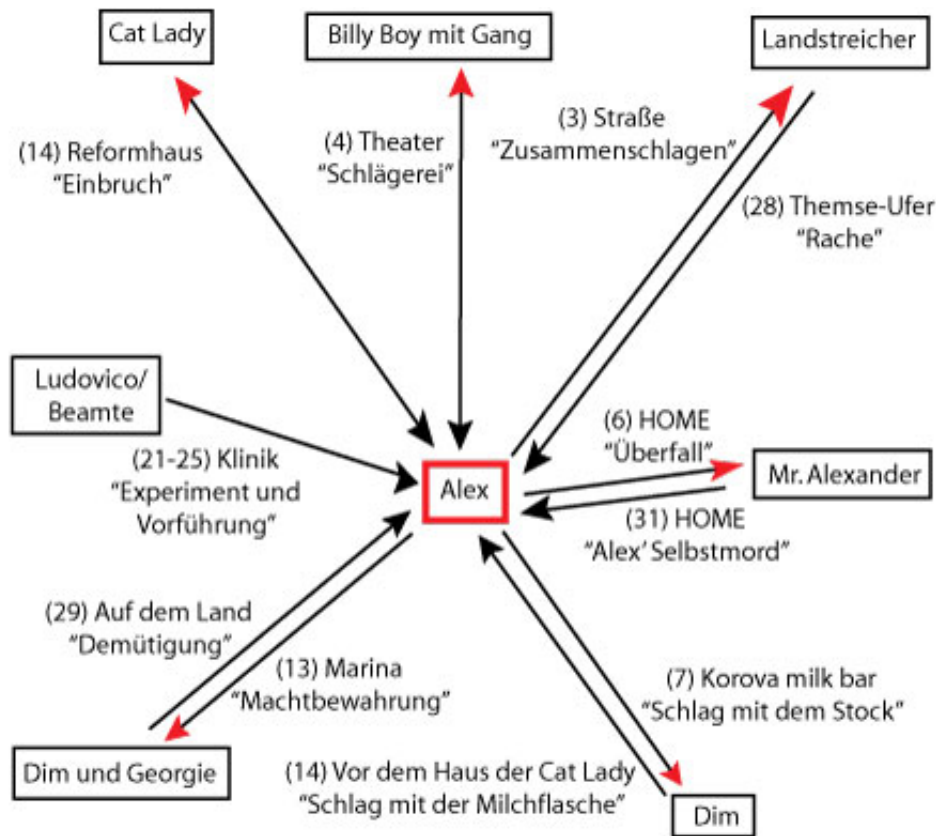 Cat Lady
Billy Boy mit Gang
Landstreicher
(14) Reformhaus
“Einbruch”
(4) Theater
“Schlägerei”
(3) Straße
“Zusammenschlagen”
(28) Themse-Ufer
“Rache”
Ludovico/
Beamte
(21-25) Klinik
“Experiment und
Vorführung”
Alex
(6) HOME
“Überfall”
Mr. Alexander
(31) HOME
“Alex’ Selbstmord”
(29) Auf dem Land
“Demütigung”
(13) Marina
“Machtbewahrung”
(7) Korova milk bar
“Schlag mit dem Stock”
Dim und Georgie
(14) Vor dem Haus der Cat Lady
“Schlag mit der Milchflasche”
Dim